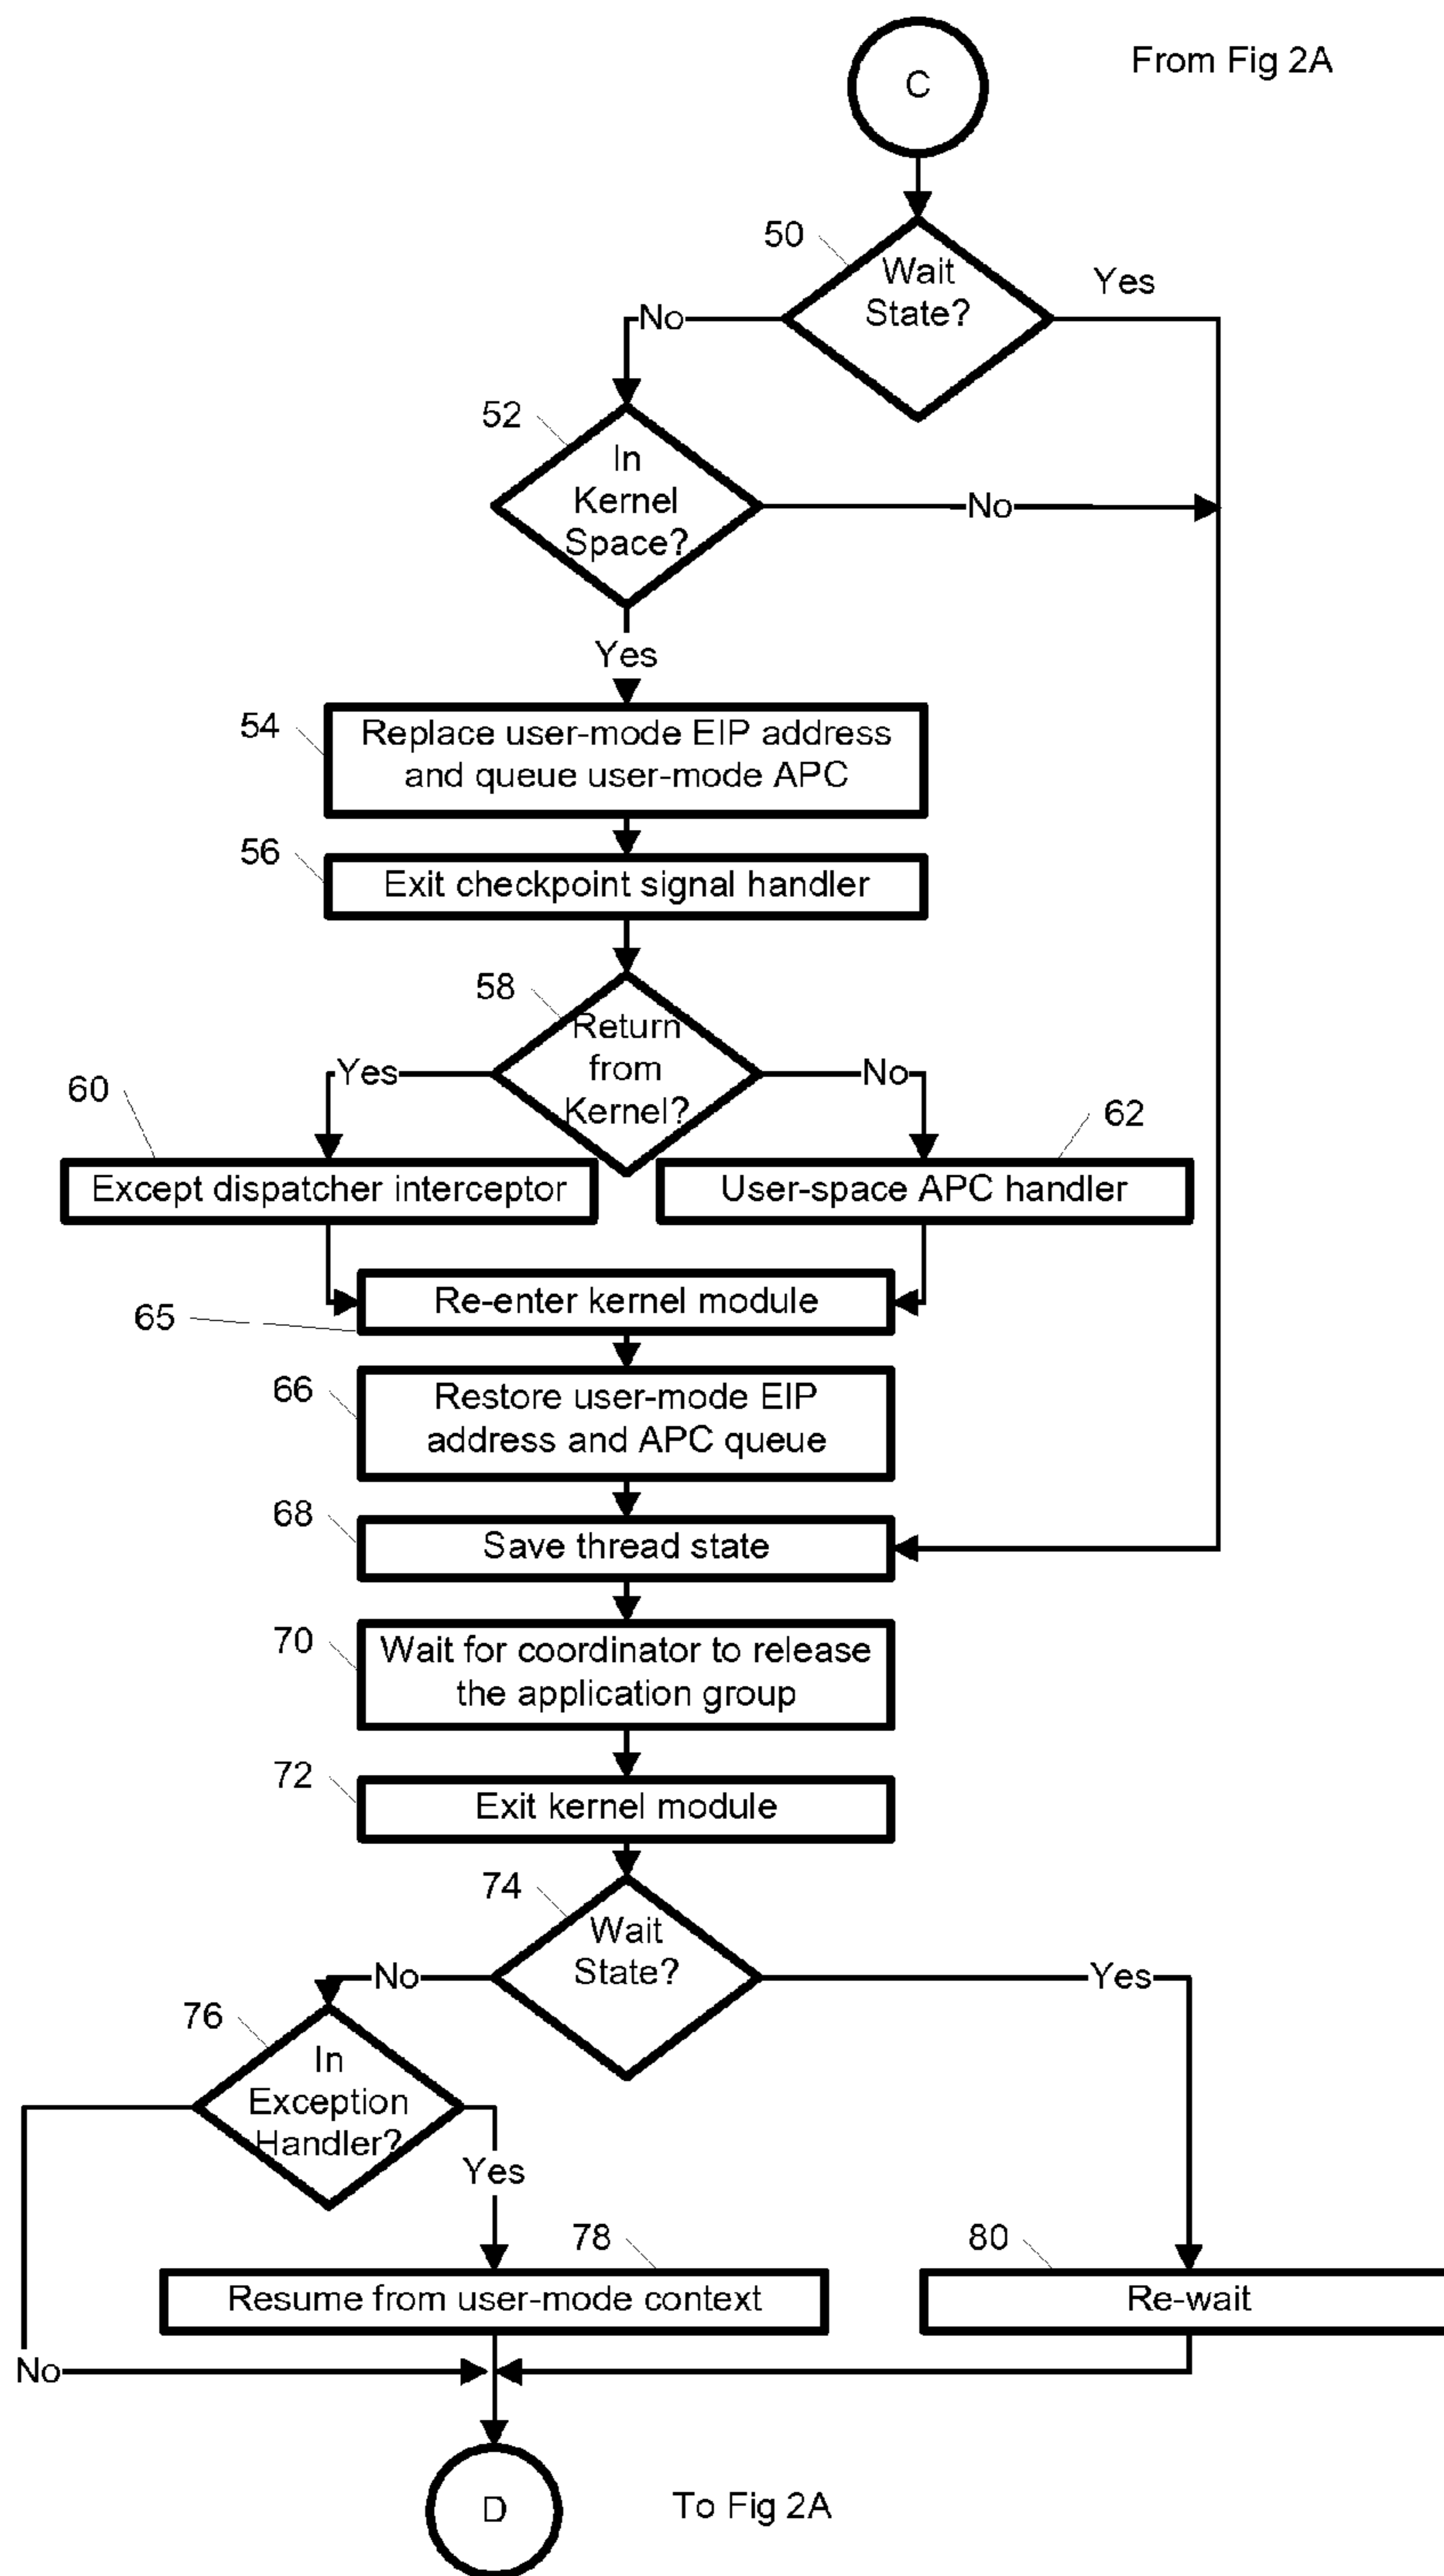 C
From Fig 2A
50
Wait
State?
Yes
No
52
In
Kernel
Space?
No
Yes
54
Replace user-mode EIP address
and queue user-mode APC
56
Exit checkpoint signal handler
58
Return
from
Kernel?
Yes
No
60
62
Except dispatcher interceptor
User-space APC handler
65
Re-enter kernel module
66
Restore user-mode EIP
address and APC queue
68
Save thread state
70
Wait for coordinator to release
the application group
72
Exit kernel module
74
Wait
State?
No
Yes
76
In
Exception
Handler?
Yes
78
80
Resume from user-mode context
Re-wait
No
D
To Fig 2A